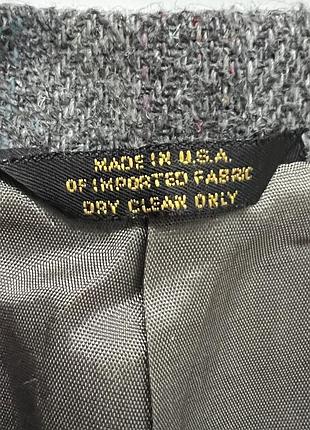 MADE IN U.S.A.
OF IMPORTED FABRIC
DRY CLEAN ONLY